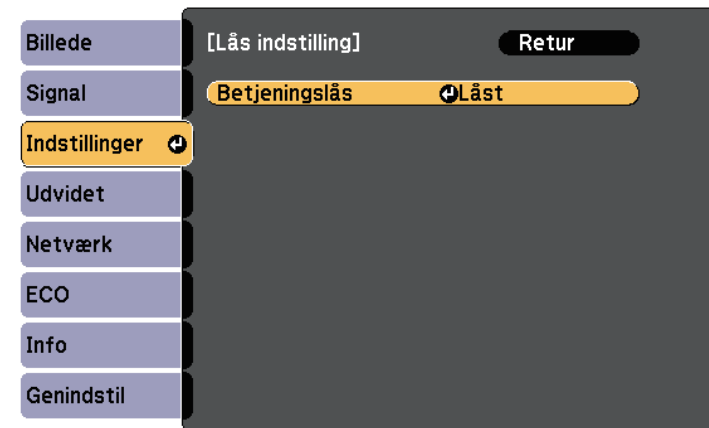 Billede
Signal
Indstillinger
Udvidet
Netværk
ECO
Info
Genindstil
[Lås indstilling] Retur
Betjeningslås Låst